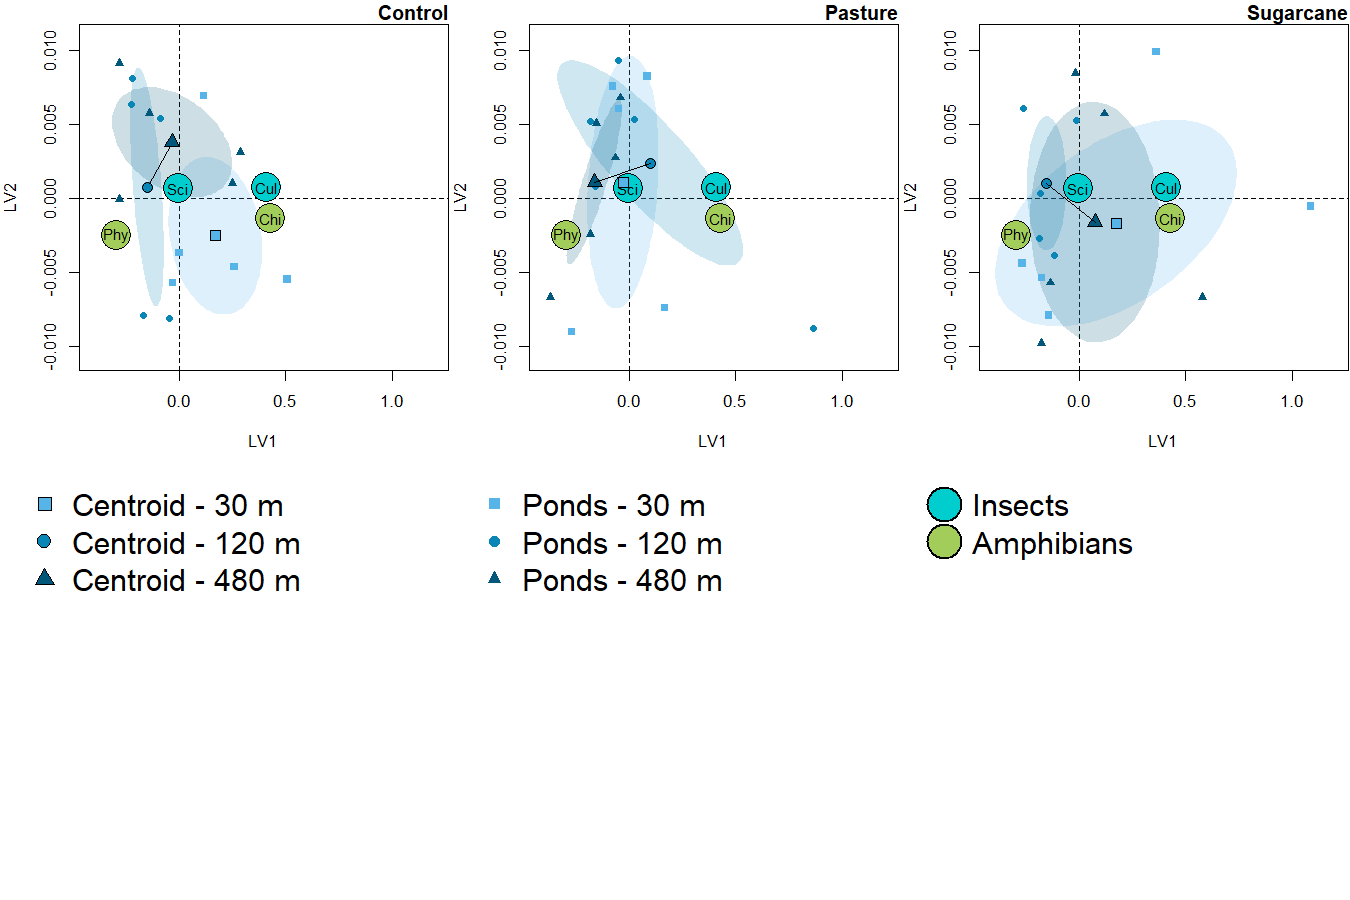 Control
Pasture
Sugarcane
0.010
0.005
0.000
-0.005
-0.010
LV2
Sci
Cul
Chi
Phy
0.0
0.5
1.0
LV1
0.010
0.005
0.000
-0.005
-0.010
LV2
Sci
Cul
Chi
Phy
0.0
0.5
1.0
LV1
0.010
0.005
0.000
-0.005
-0.010
LV2
Sci
Cul
Chi
Phy
0.0
0.5
1.0
LV1
Centroid - 30 m
Centroid - 120 m
Centroid - 480 m
Ponds - 30 m
Ponds - 120 m
Ponds - 480 m
Insects
Amphibians